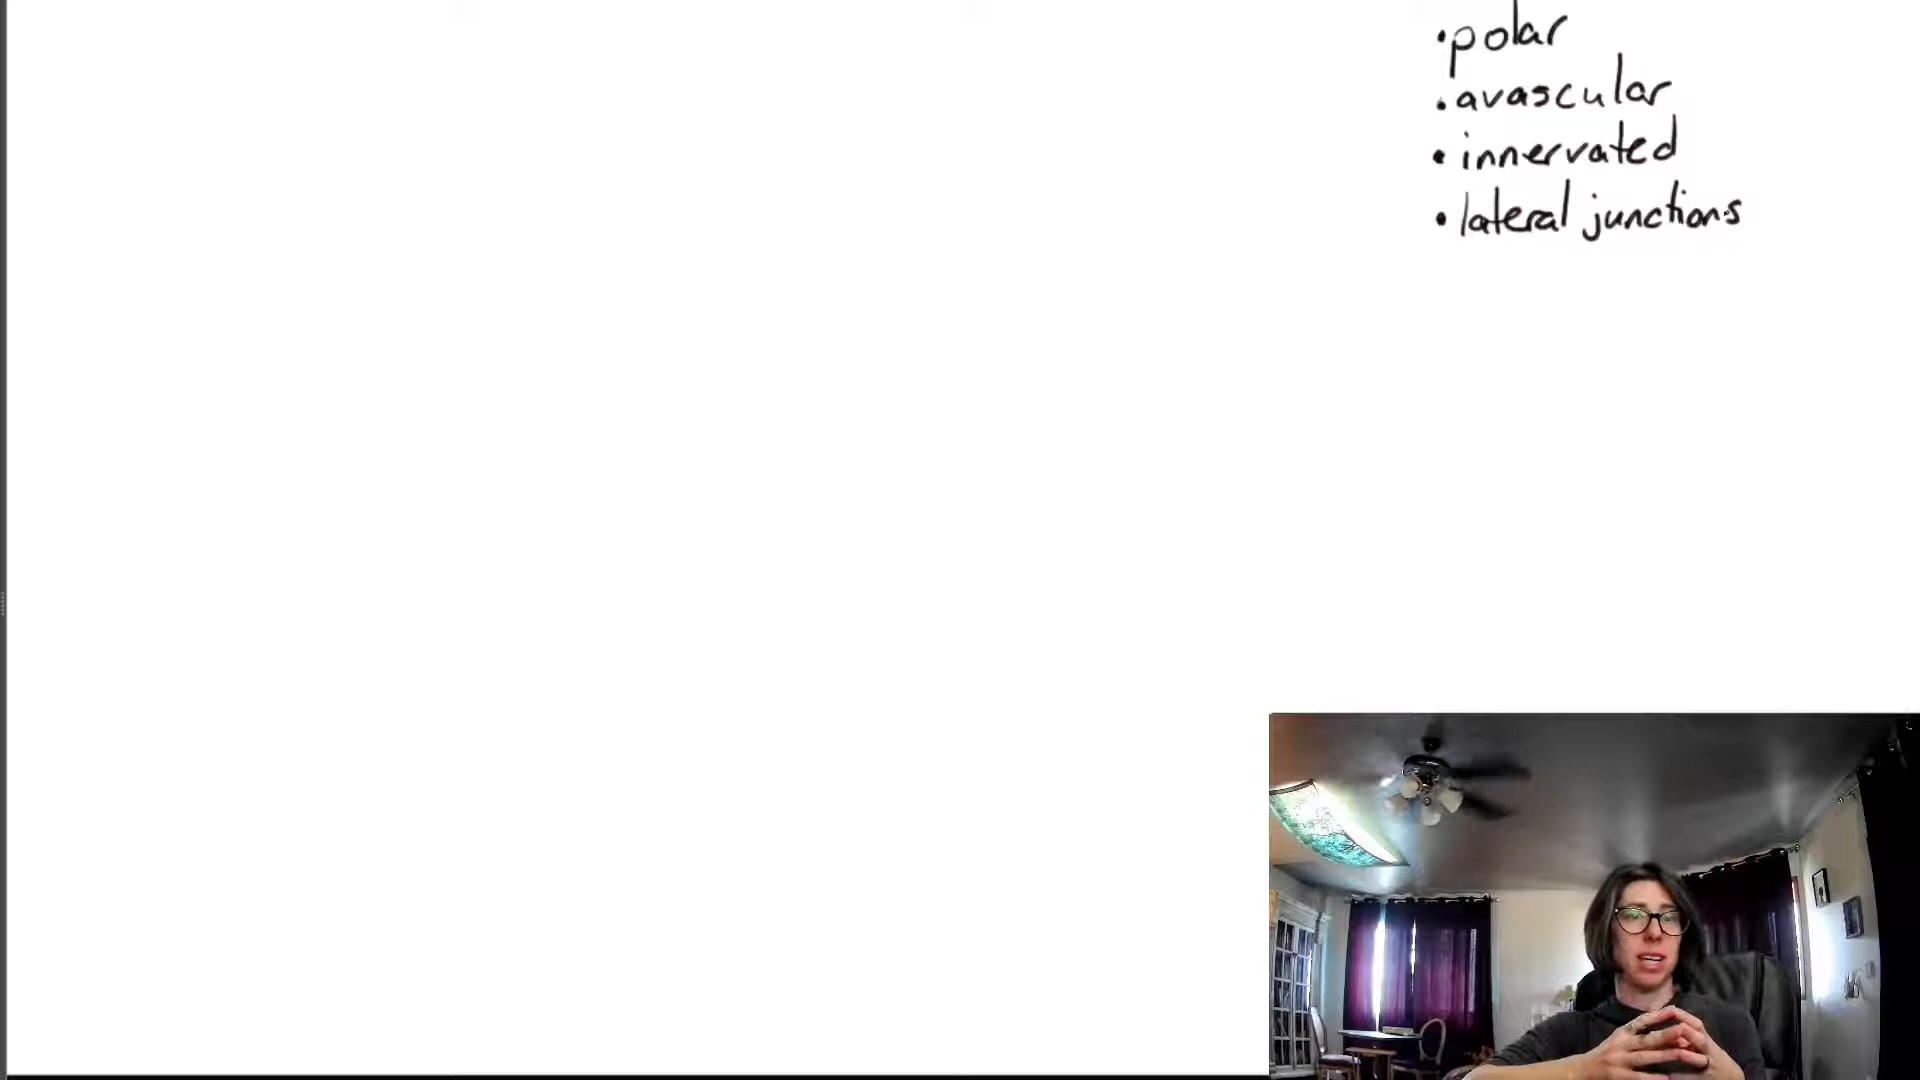 • polar
• avascular
• innervated
• lateral junctions